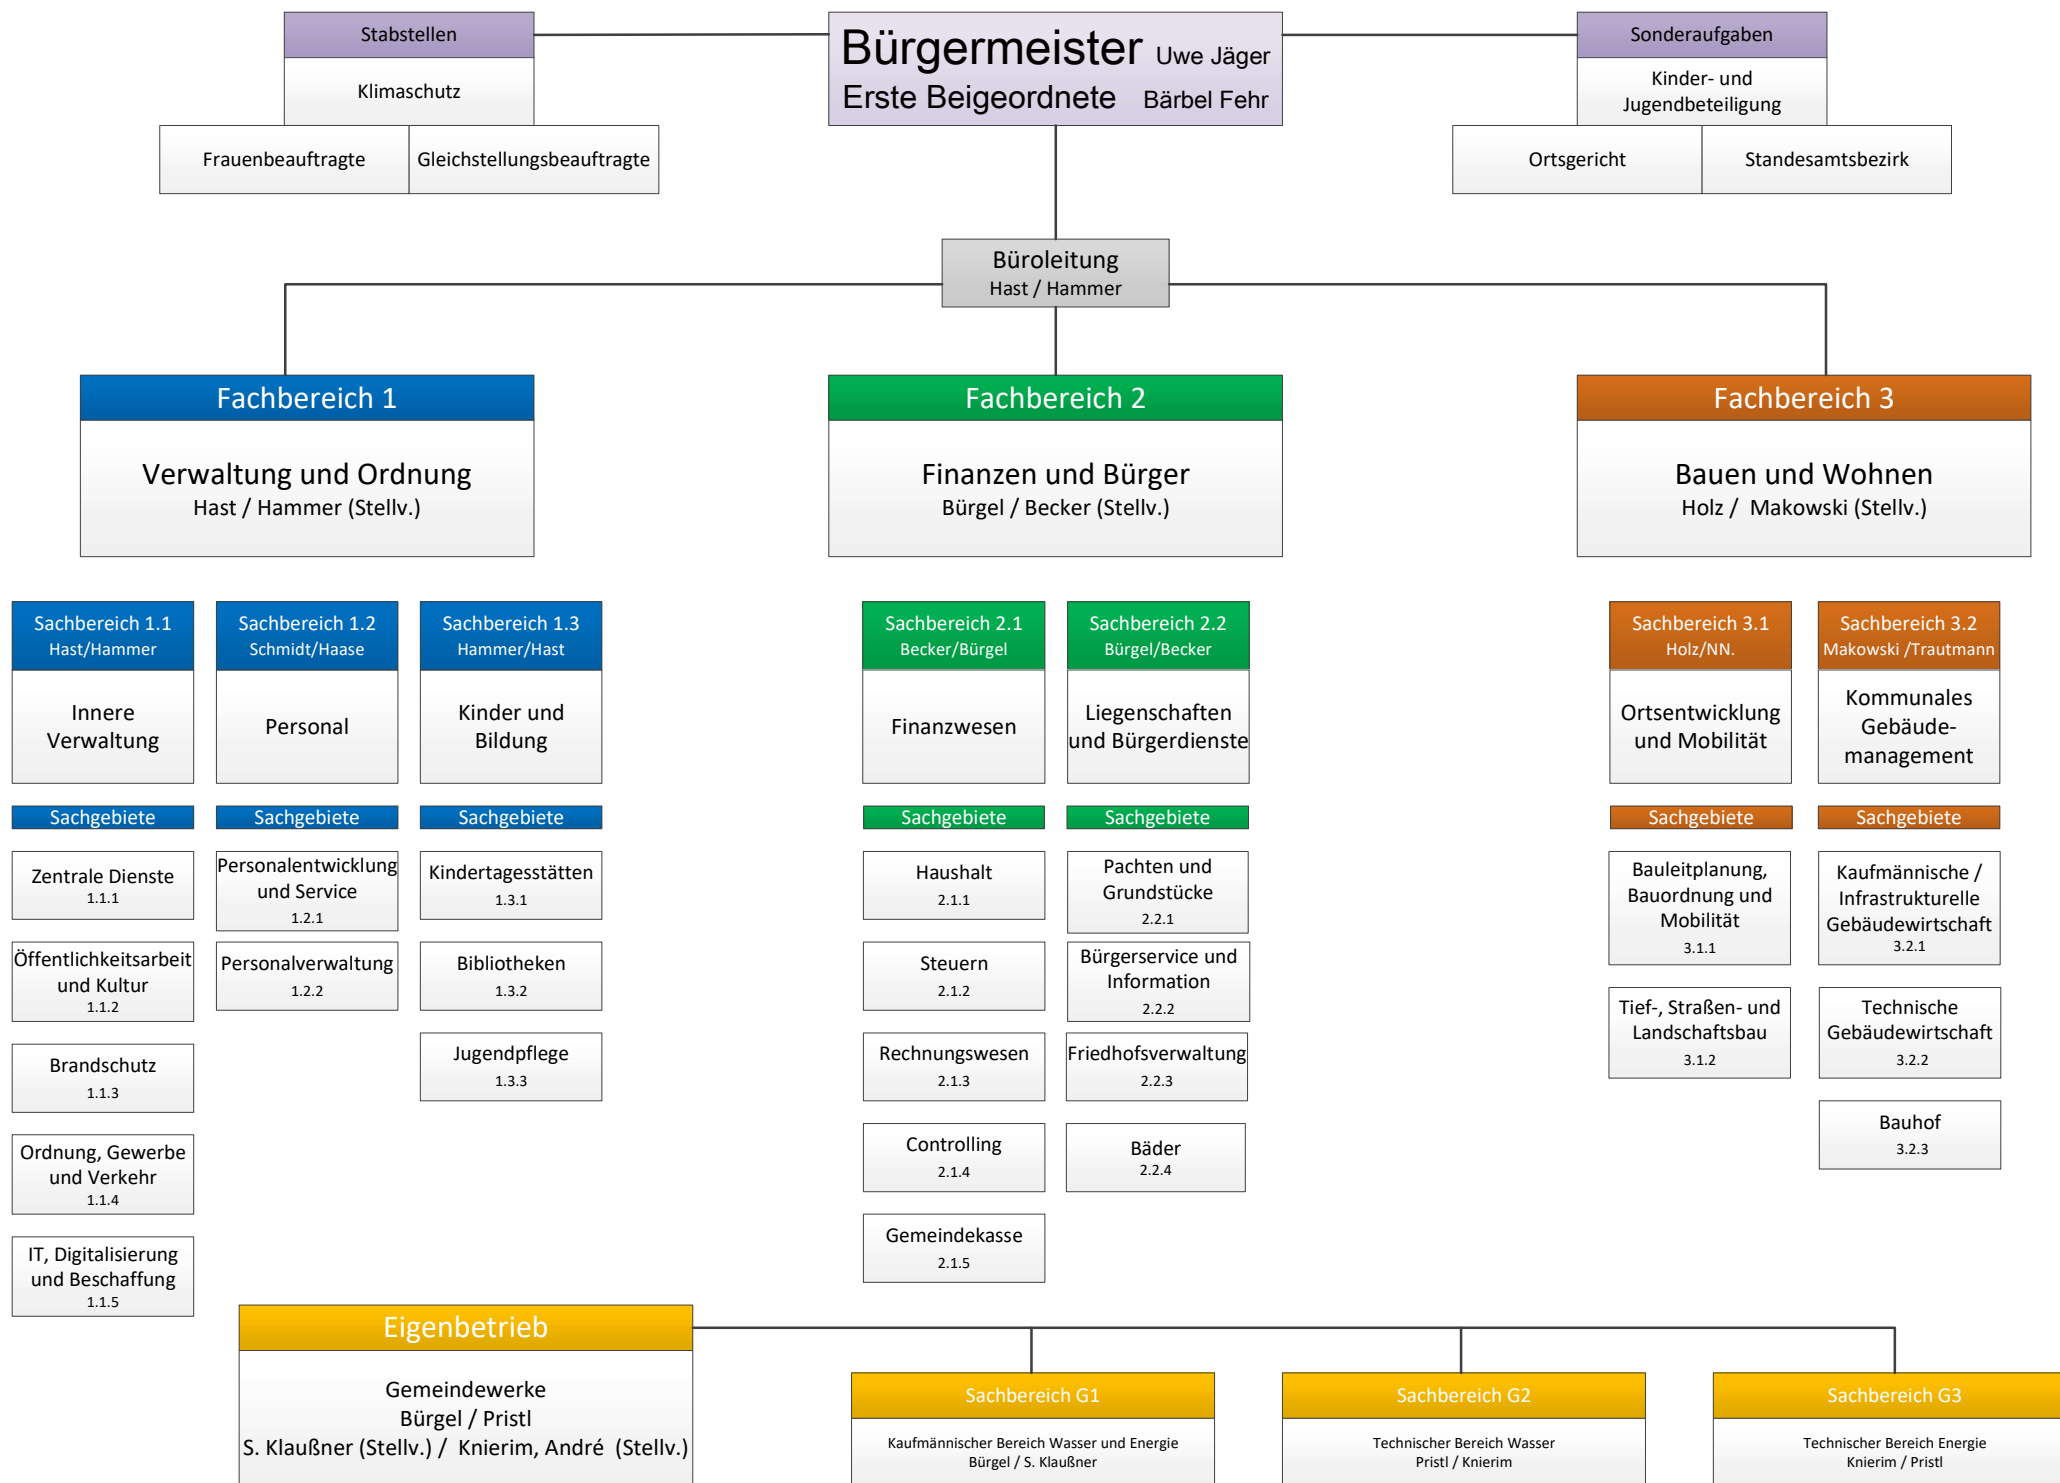 Stabstellen
Klimaschutz
Frauenbeauftragte
Gleichstellungsbeauftragte
Bürgermeister Uwe Jäger
Erste Beigeordnete Bärbel Fehr
Sonderaufgaben
Kinder- und
Jugendbeteiligung
Ortsgericht
Standesamtsbezirk
Büroleitung
Hast / Hammer
Fachbereich 1
Verwaltung und Ordnung
Hast / Hammer (Stellv.)
Fachbereich 2
Finanzen und Bürger
Bürgel / Becker (Stellv.)
Fachbereich 3
Bauen und Wohnen
Holz / Makowski (Stellv.)
Sachbereich 1.1
Hast/Hammer
Innere
Verwaltung
Sachgebiete
Zentrale Dienste
1.1.1
Öffentlichkeitsarbeit
und Kultur
1.1.2
Brandschutz
1.1.3
Ordnung, Gewerbe
und Verkehr
1.1.4
IT, Digitalisierung
und Beschaffung
1.1.5
Sachbereich 1.2
Schmidt/Haase
Personal
Sachgebiete
Personalentwicklung
und Service
1.2.1
Personalverwaltung
1.2.2
Sachbereich 1.3
Hammer/Hast
Kinder und
Bildung
Sachgebiete
Kindertagesstätten
1.3.1
Bibliotheken
1.3.2
Jugendpflege
1.3.3
Sachbereich 2.1
Becker/Bürgel
Finanzwesen
Sachgebiete
Haushalt
2.1.1
Steuern
2.1.2
Rechnungswesen
2.1.3
Controlling
2.1.4
Gemeindekasse
2.1.5
Sachbereich 2.2
Bürgel/Becker
Liegenschaften
und Bürgerdienste
Sachgebiete
Pachten und
Grundstücke
2.2.1
Bürgerservice und
Information
2.2.2
Friedhofsverwaltung
2.2.3
Bäder
2.2.4
Sachbereich 3.1
Holz/NN.
Ortsentwicklung
und Mobilität
Sachgebiete
Bauleitplanung,
Bauordnung und
Mobilität
3.1.1
Tief-, Straßen- und
Landschaftsbau
3.1.2
Sachbereich 3.2
Makowski /Trautmann
Kommunales
Gebäude-
management
Sachgebiete
Kaufmännische /
Infrastrukturelle
Gebäudewirtschaft
3.2.1
Technische
Gebäudewirtschaft
3.2.2
Bauhof
3.2.3
Eigenbetrieb
Gemeindewerke
Bürgel / Pristl
S. Klaußner (Stellv.) / Knierim, André (Stellv.)
Sachbereich G1
Kaufmännischer Bereich Wasser und Energie
Bürgel / S. Klaußner
Sachbereich G2
Technischer Bereich Wasser
Pristl / Knierim
Sachbereich G3
Technischer Bereich Energie
Knierim / Pristl